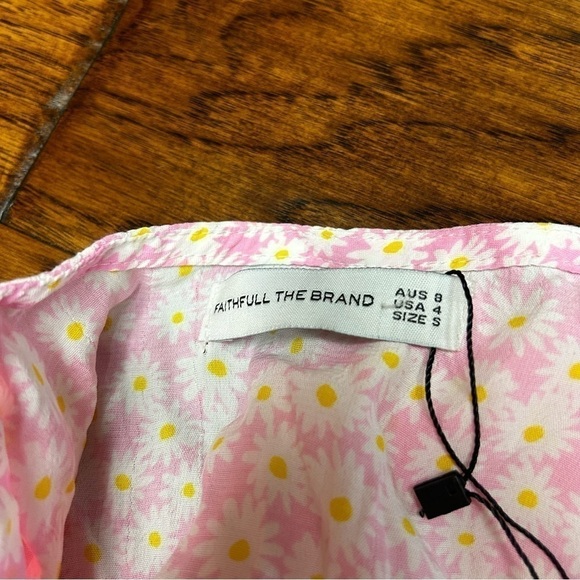 FAITHFULL THE BRAND
AUS 8
USA 4
SIZE S